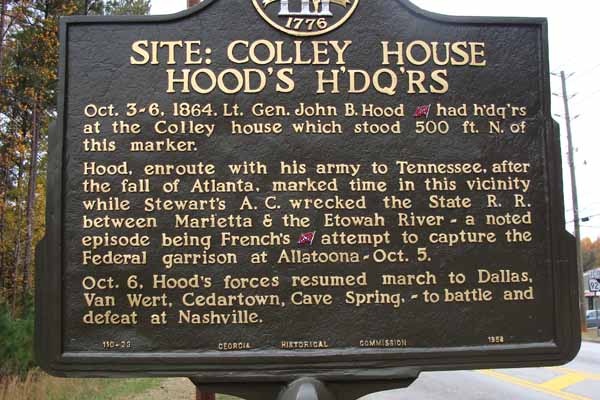 1776
SITE: COLLEY HOUSE
HOOD'S H'DQ'RS
Oct. 3-6, 1864. Lt. Gen. John B. Hood had h'dq'rs
at the Colley house which stood 500 ft. N. of
this marker.
Hood, enroute with his army to Tennessee, after
the fall of Atlanta, marked time in this vicinity
while Stewart's A. C. wrecked the State R. R.
between Marietta & the Etowah River - a noted
episode being French's attempt to capture the
Federal garrison at Allatoona - Oct. 5.
Oct. 6, Hood's forces resumed march to Dallas,
Van Wert, Cedartown, Cave Spring, - to battle and
defeat at Nashville.
110-29 GEORGIA HISTORICAL COMMISSION 1958